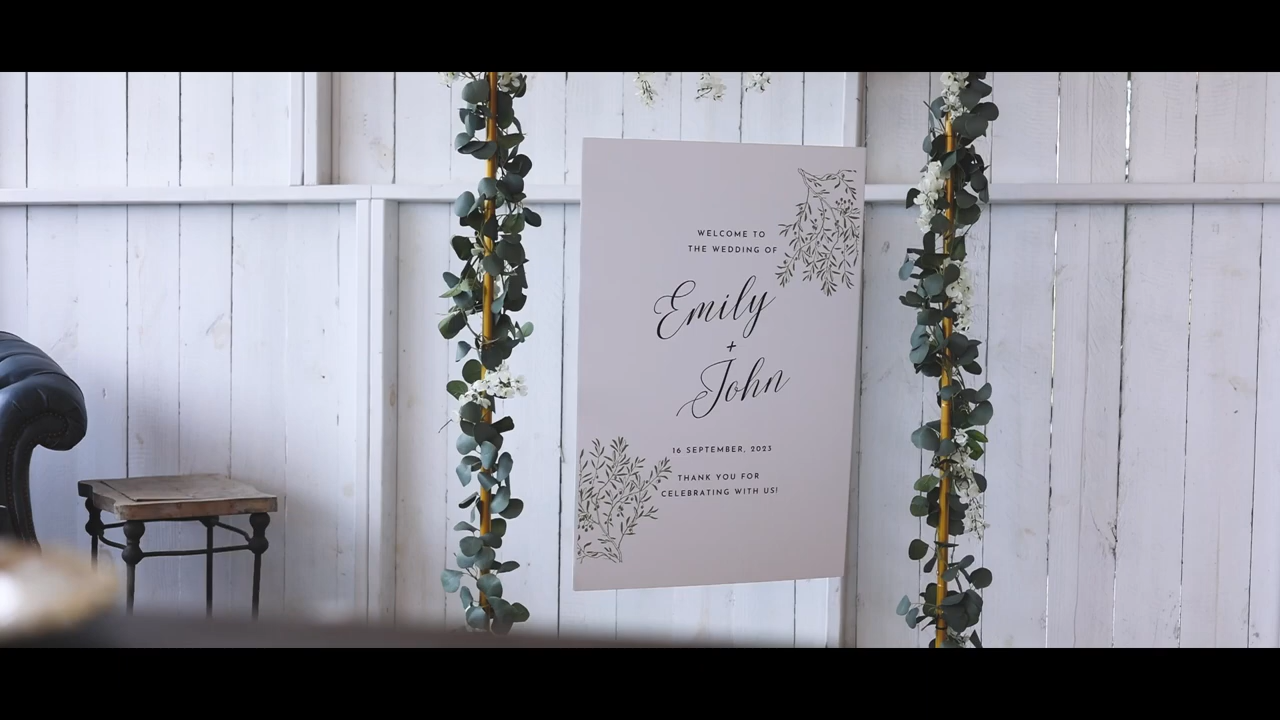 WELCOME TO
THE WEDDING OF
Emily
+
John
16 SEPTEMBER, 2023
THANK YOU FOR
CELEBRATING WITH US!